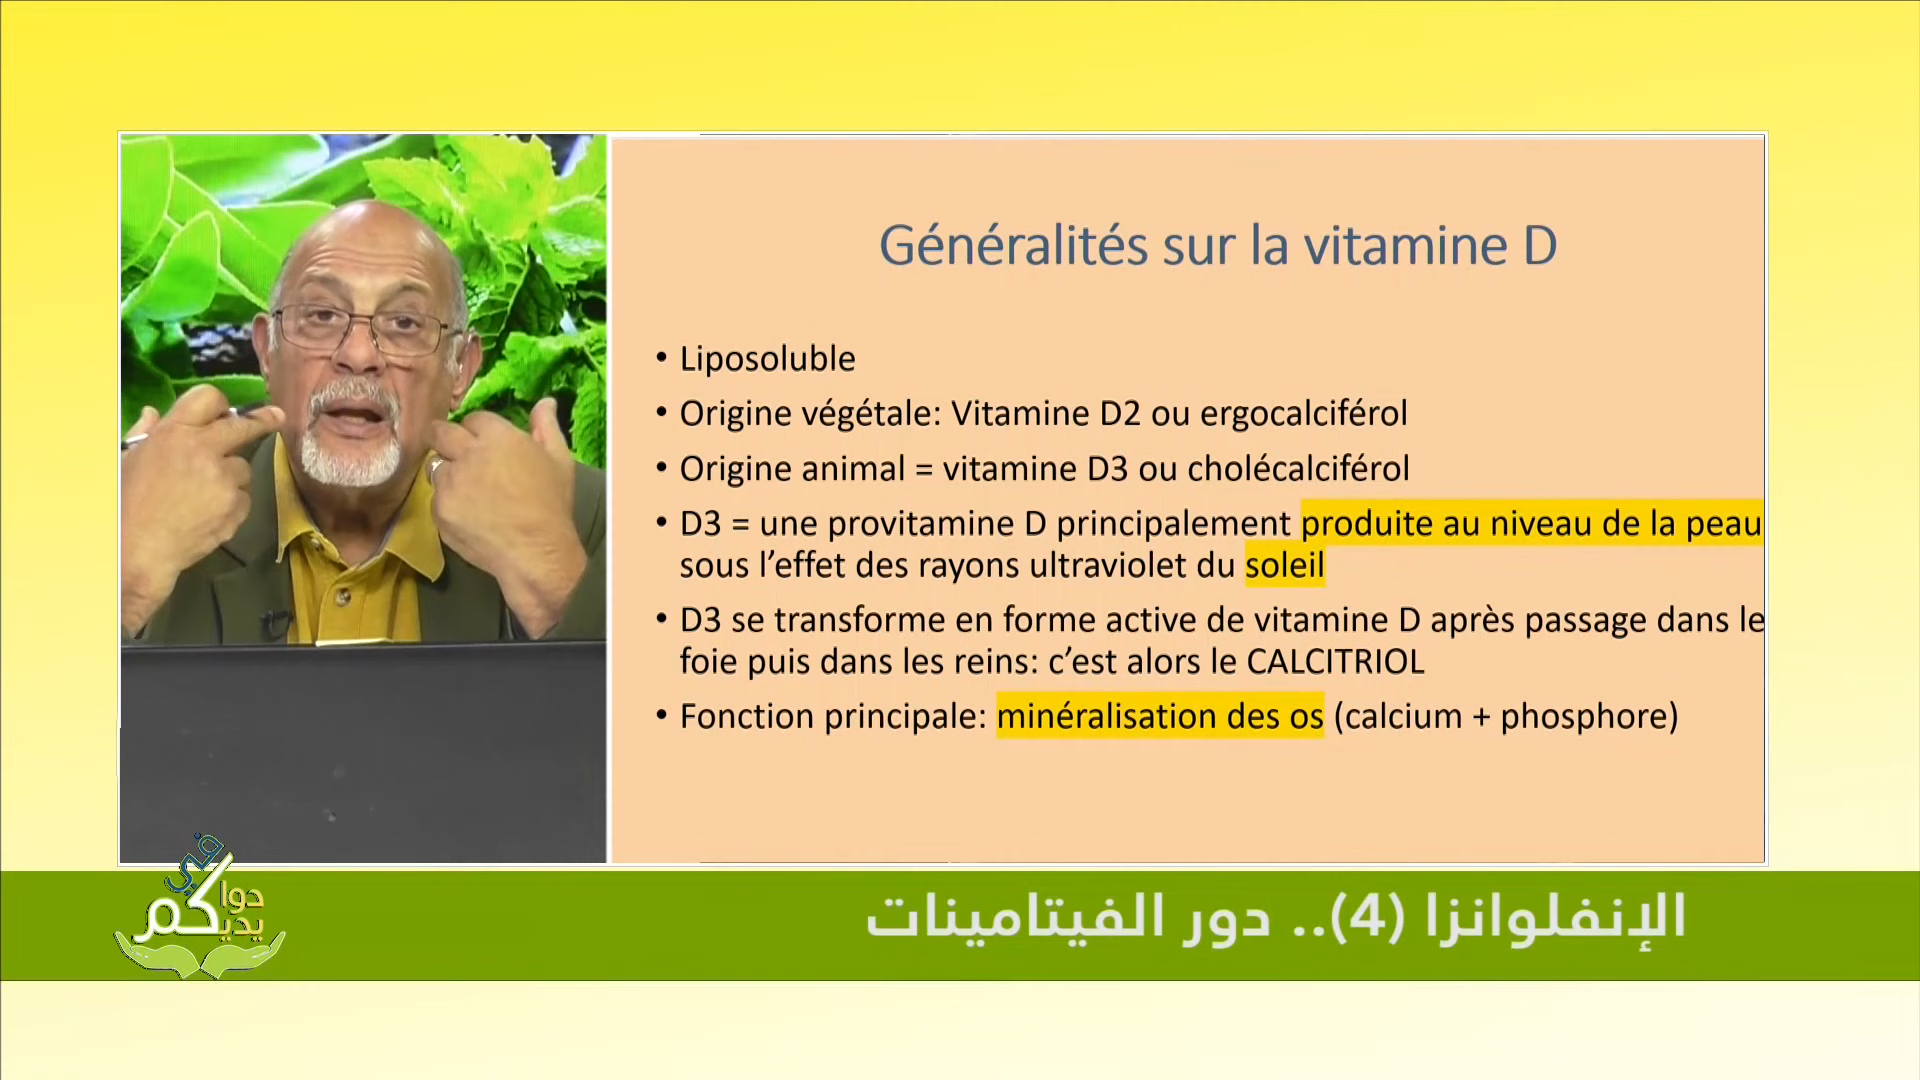 Généralités sur la vitamine D
• Liposoluble
• Origine végétale: Vitamine D2 ou ergocalciférol
• Origine animal = vitamine D3 ou cholécalciférol
• D3 = une provitamine D principalement produite au niveau de la peau
sous l’effet des rayons ultraviolet du soleil
• D3 se transforme en forme active de vitamine D après passage dans le
foie puis dans les reins: c’est alors le CALCITRIOL
• Fonction principale: minéralisation des os (calcium + phosphore)
الإنفلوانزا (4).. دور الفيتامينات
دوا في
يديكم